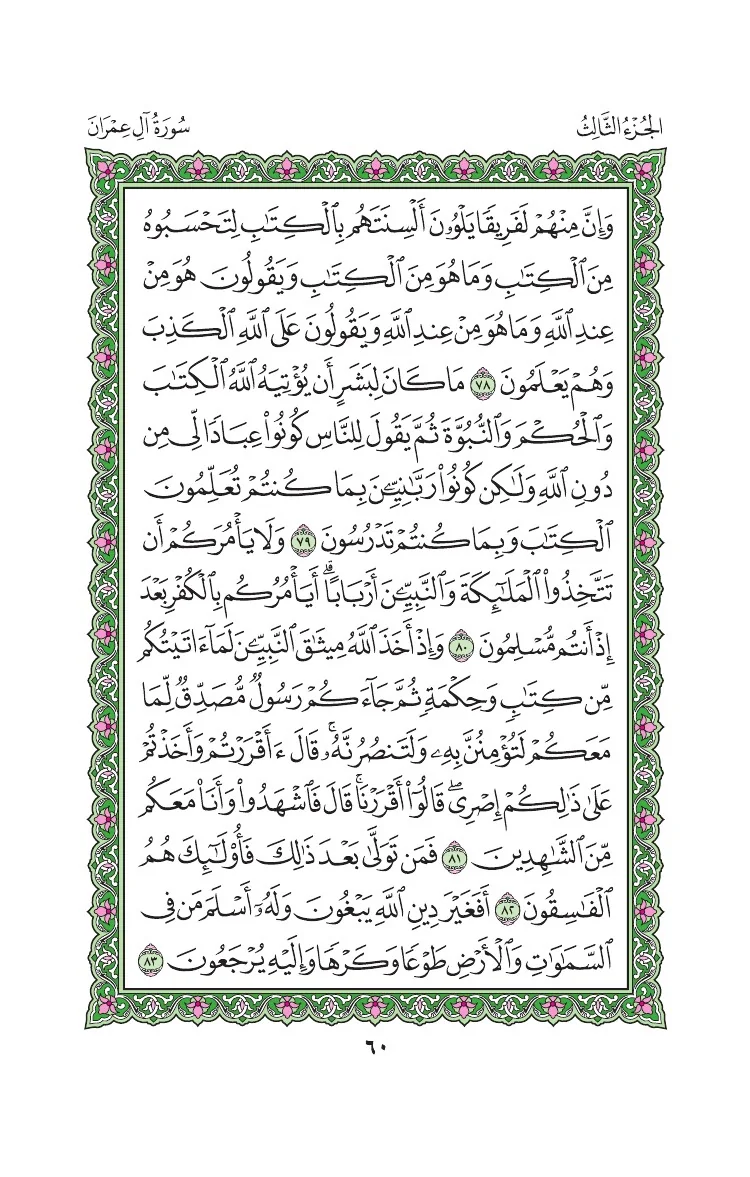 الجُزْءُ الثَّالِثُ
سُورَةُ آلِ عِمْرَانَ
وَإِنَّ مِنْهُمْ لَفَرِيقًا يَلْوُۥنَ أَلْسِنَتَهُم بِٱلْكِتَٰبِ لِتَحْسَبُوهُ
مِنَ ٱلْكِتَٰبِ وَمَا هُوَ مِنَ ٱلْكِتَٰبِ وَيَقُولُونَ هُوَ مِنْ
عِندِ ٱللَّهِ وَمَا هُوَ مِنْ عِندِ ٱللَّهِ وَيَقُولُونَ عَلَى ٱللَّهِ ٱلْكَذِبَ
وَهُمْ يَعْلَمُونَ ٧٨ مَا كَانَ لِبَشَرٍ أَن يُؤْتِيَهُ ٱللَّهُ ٱلْكِتَٰبَ
وَٱلْحُكْمَ وَٱلنُّبُوَّةَ ثُمَّ يَقُولَ لِلنَّاسِ كُونُوا۟ عِبَادًا لِّى مِن
دُونِ ٱللَّهِ وَلَٰكِن كُونُوا۟ رَبَّٰنِيِّۦنَ بِمَا كُنتُمْ تُعَلِّمُونَ
ٱلْكِتَٰبَ وَبِمَا كُنتُمْ تَدْرُسُونَ ٧٩ وَلَا يَأْمُرَكُمْ أَن
تَتَّخِذُوا۟ ٱلْمَلَٰٓئِكَةَ وَٱلنَّبِيِّۦنَ أَرْبَابًا ۗ أَيَأْمُرُكُم بِٱلْكُفْرِ بَعْدَ
إِذْ أَنتُم مُّسْلِمُونَ ٨٠ وَإِذْ أَخَذَ ٱللَّهُ مِيثَٰقَ ٱلنَّبِيِّۦنَ لَمَآ ءَاتَيْتُكُم
مِّن كِتَٰبٍ وَحِكْمَةٍ ثُمَّ جَآءَكُمْ رَسُولٌ مُّصَدِّقٌ لِّمَا
مَعَكُمْ لَتُؤْمِنُنَّ بِهِۦ وَلَتَنصُرُنَّهُۥ ۚ قَالَ ءَأَقْرَرْتُمْ وَأَخَذْتُمْ
عَلَىٰ ذَٰلِكُمْ إِصْرِى ۖ قَالُوٓا۟ أَقْرَرْنَا ۚ قَالَ فَٱشْهَدُوا۟ وَأَنَا۠ مَعَكُم
مِّنَ ٱلشَّٰهِدِينَ ٨١ فَمَن تَوَلَّىٰ بَعْدَ ذَٰلِكَ فَأُو۟لَٰٓئِكَ هُمُ
ٱلْفَٰسِقُونَ ٨٢ أَفَغَيْرَ دِينِ ٱللَّهِ يَبْغُونَ وَلَهُۥٓ أَسْلَمَ مَن فِى
ٱلسَّمَٰوَٰتِ وَٱلْأَرْضِ طَوْعًا وَكَرْهًا وَإِلَيْهِ يُرْجَعُونَ ٨٣
٦٠